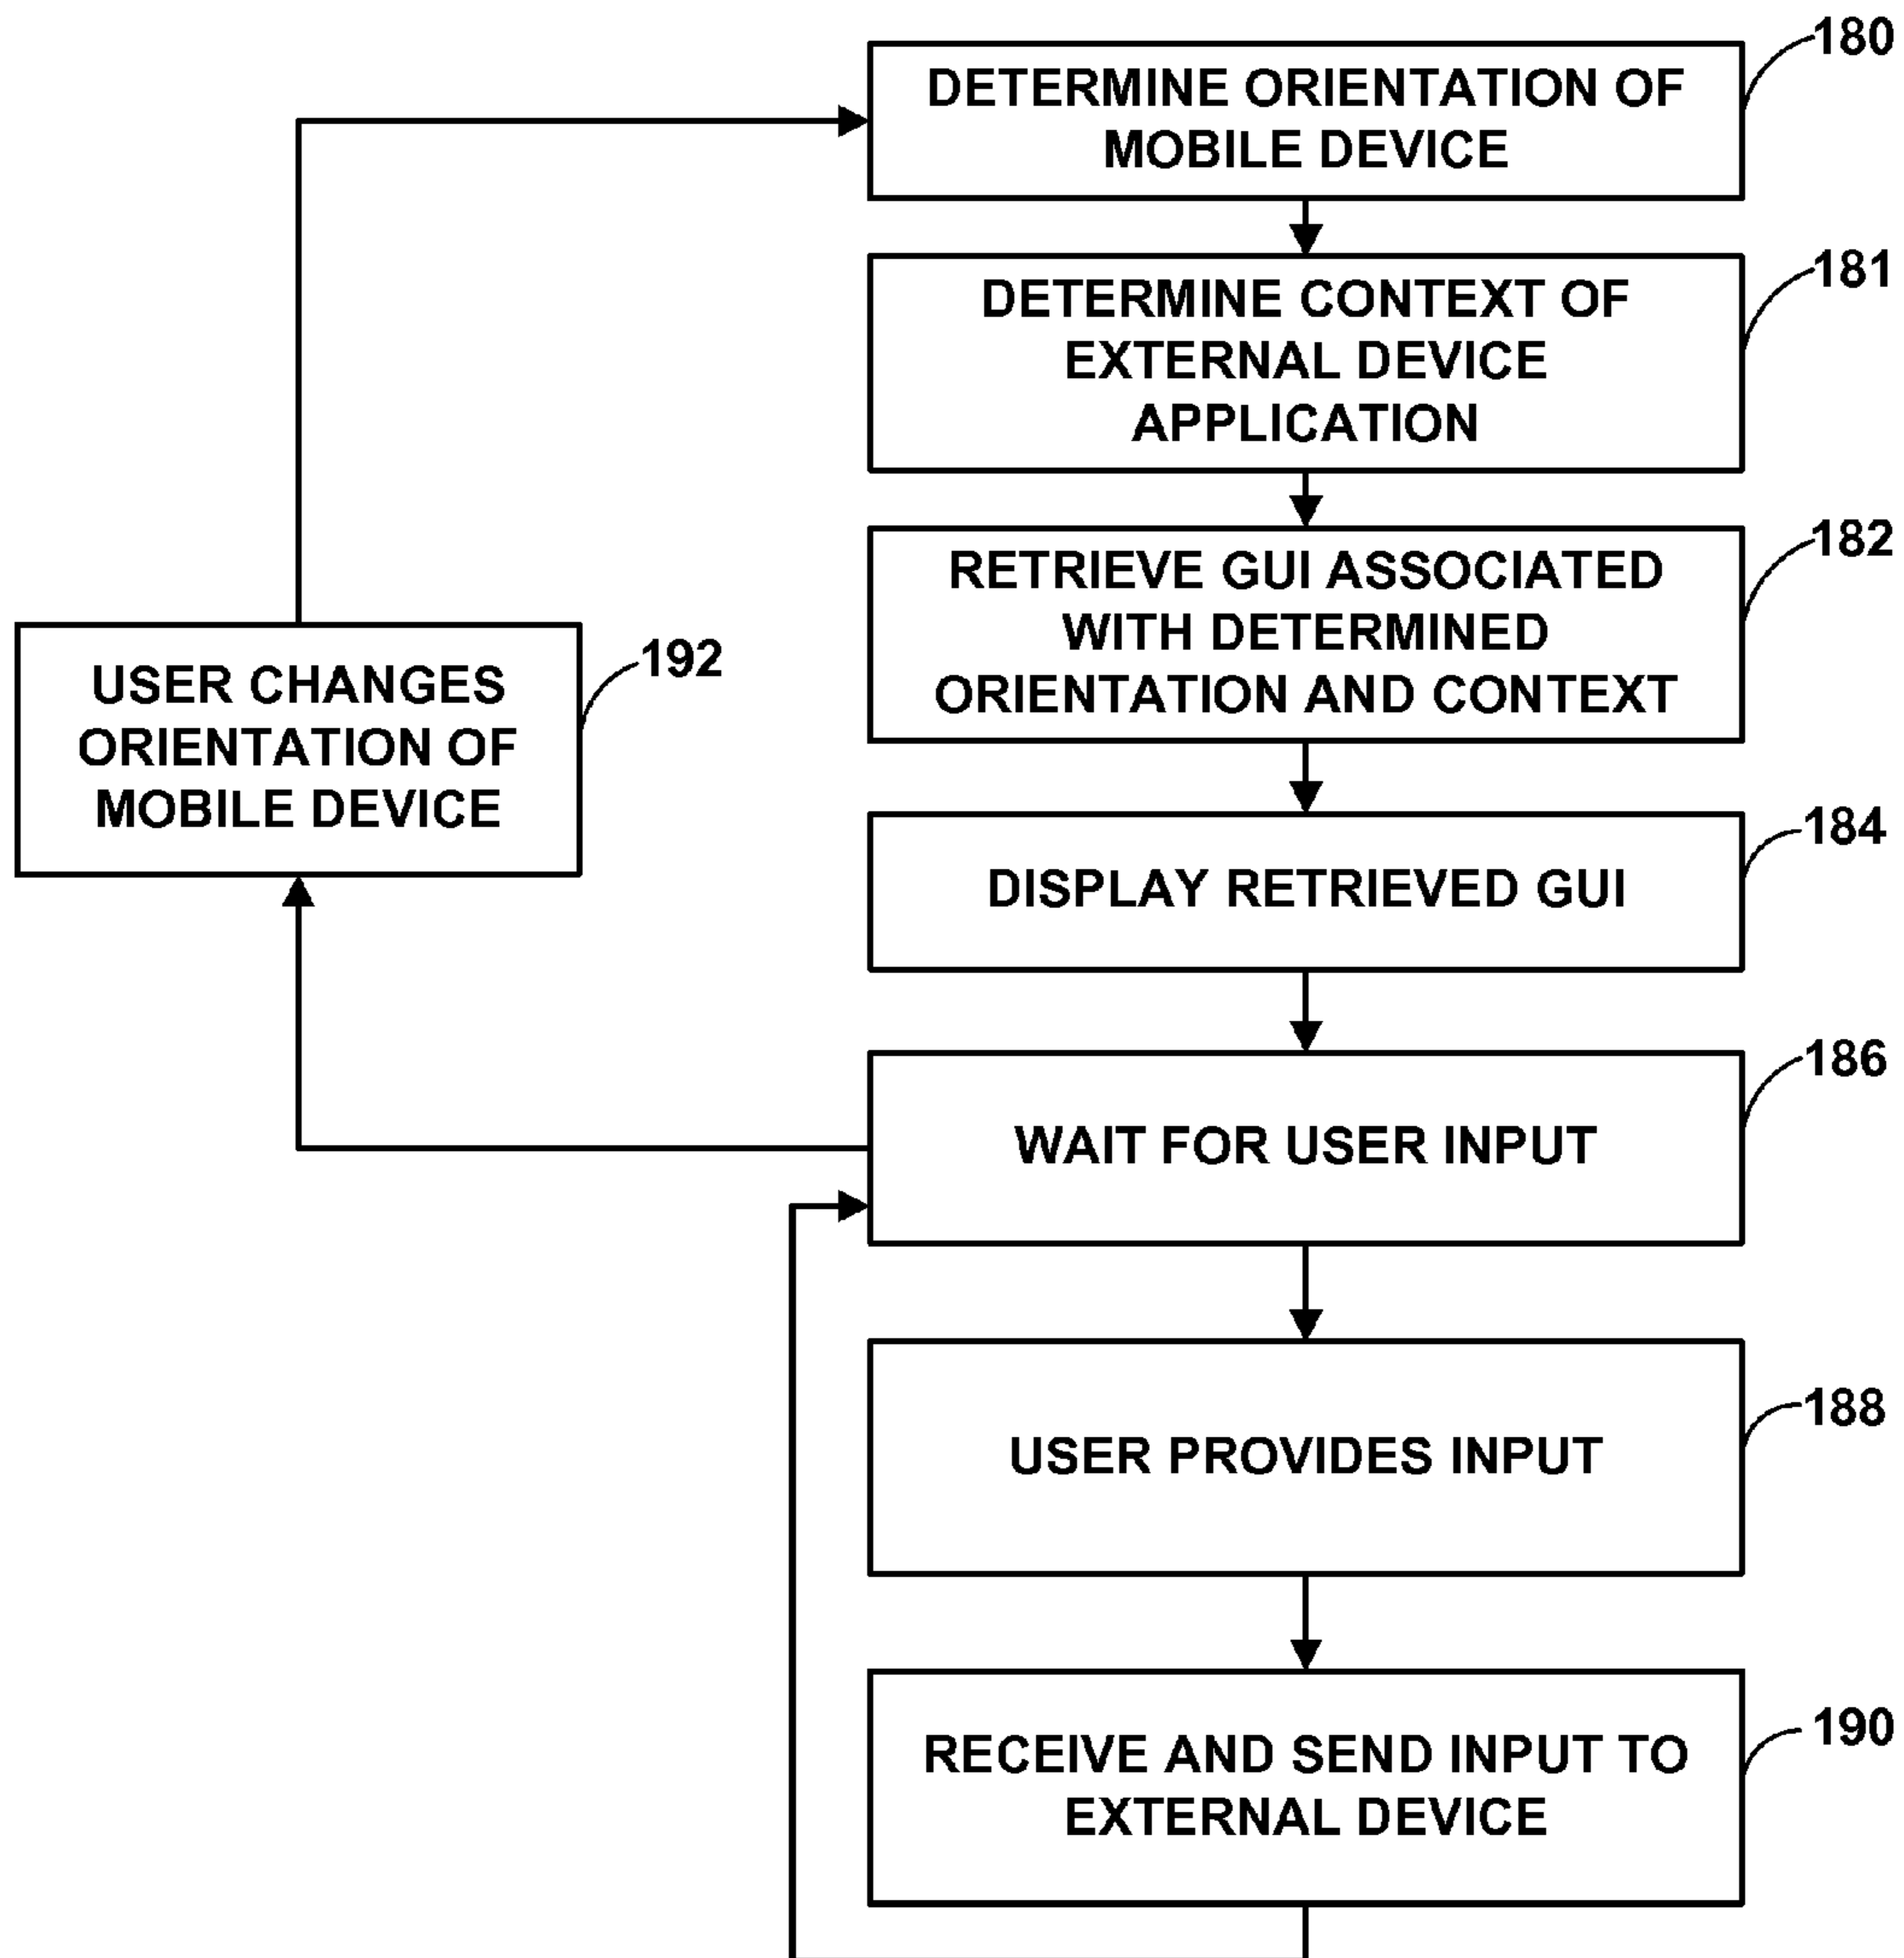 180
DETERMINE ORIENTATION OF
MOBILE DEVICE
181
DETERMINE CONTEXT OF
EXTERNAL DEVICE
APPLICATION
182
RETRIEVE GUI ASSOCIATED
WITH DETERMINED
ORIENTATION AND CONTEXT
192
USER CHANGES
ORIENTATION OF
MOBILE DEVICE
184
DISPLAY RETRIEVED GUI
186
WAIT FOR USER INPUT
188
USER PROVIDES INPUT
190
RECEIVE AND SEND INPUT TO
EXTERNAL DEVICE